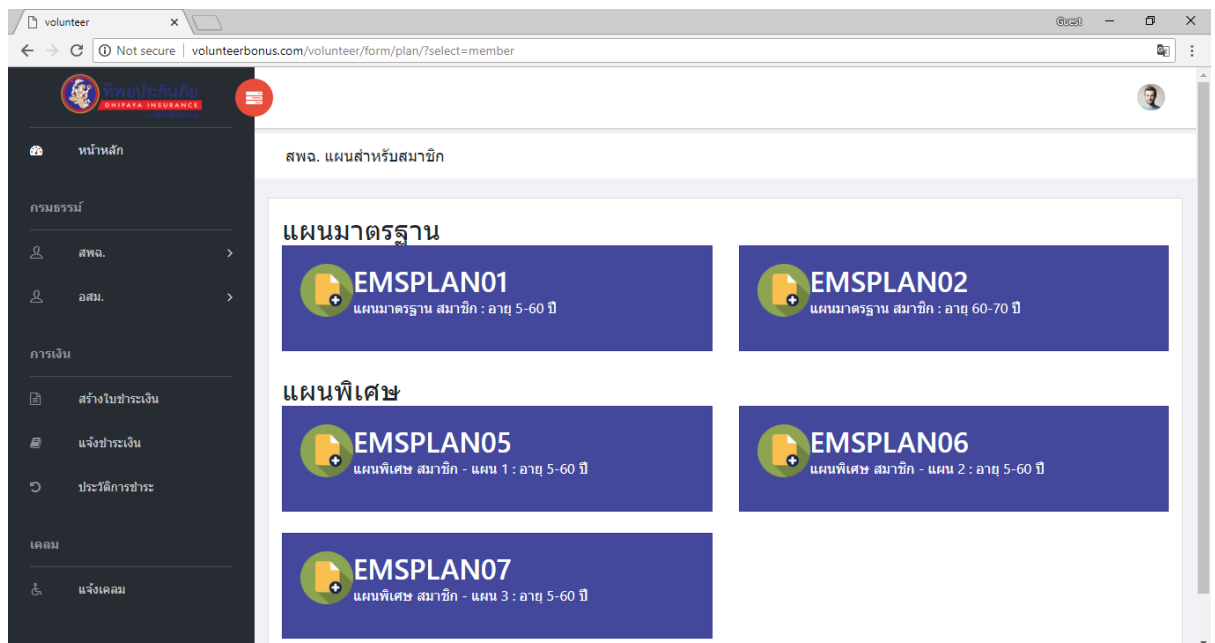 volunteer
Guest
Not secure | volunteerbonus.com/volunteer/form/plan/?select=member
ทิพยประกันภัย
DHIPAYA INSURANCE
หน้าหลัก
สพฉ. แผนสำหรับสมาชิก
กรมธรรม์
สพฉ.
อสม.
การเงิน
สร้างใบชำระเงิน
แจ้งชำระเงิน
ประวัติการชำระ
เคลม
แจ้งเคลม
แผนมาตรฐาน
EMSPLAN01
แผนมาตรฐาน สมาชิก : อายุ 5-60 ปี
EMSPLAN02
แผนมาตรฐาน สมาชิก : อายุ 60-70 ปี
แผนพิเศษ
EMSPLAN05
แผนพิเศษ สมาชิก - แผน 1 : อายุ 5-60 ปี
EMSPLAN06
แผนพิเศษ สมาชิก - แผน 2 : อายุ 5-60 ปี
EMSPLAN07
แผนพิเศษ สมาชิก - แผน 3 : อายุ 5-60 ปี